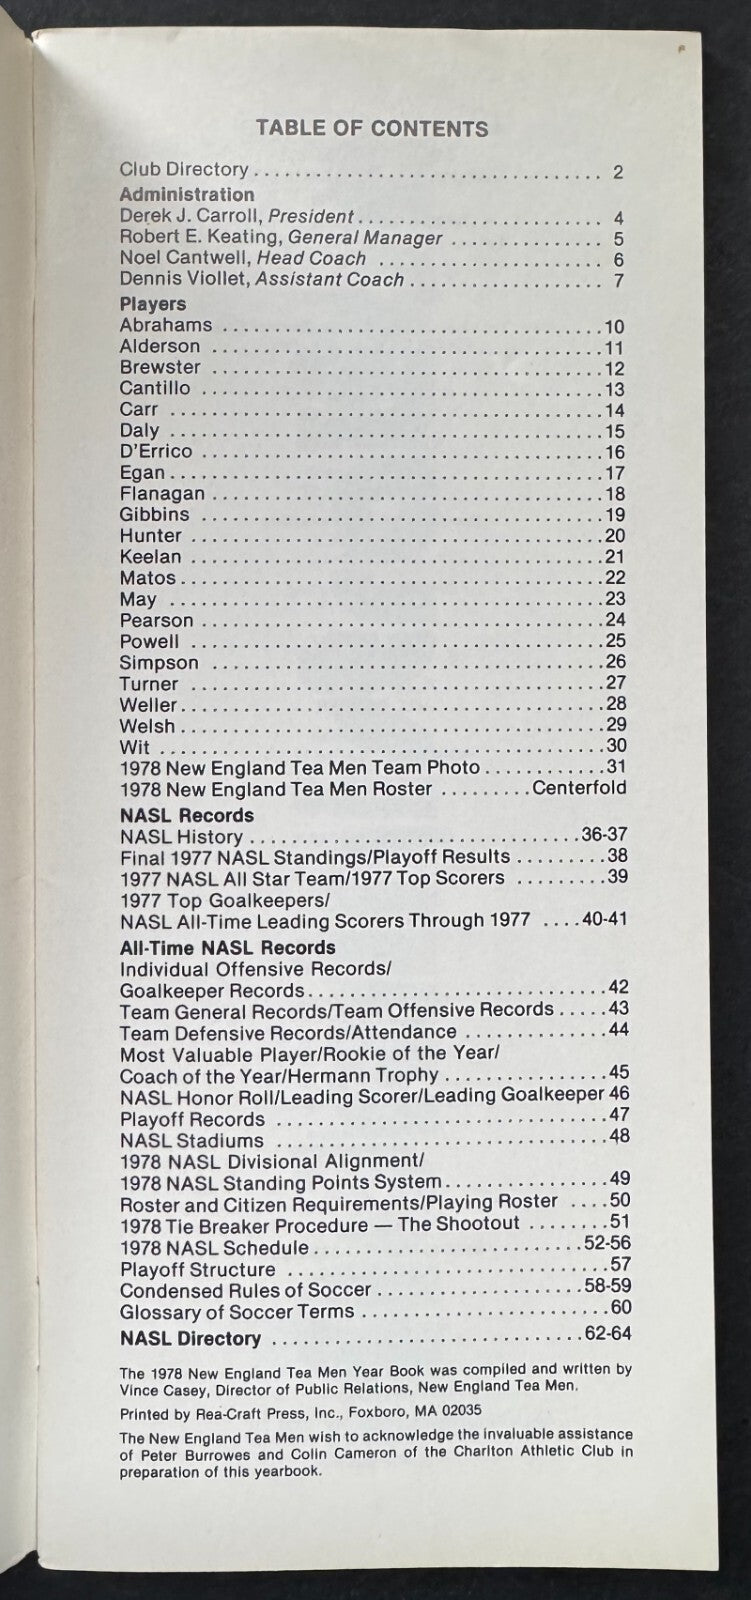 TABLE OF CONTENTS
Club Directory.................................. 2
Administration
Derek J. Carroll, President........................ 4
Robert E. Keating, General Manager ............... 5
Noel Cantwell, Head Coach ...................... 6
Dennis Viollet, Assistant Coach................... 7
Players
Abrahams .....................................10
Alderson ......................................11
Brewster ......................................12
Cantillo .......................................13
Carr ..........................................14
Daly ..........................................15
D'Errico .......................................16
Egan..........................................17
Flanagan ......................................18
Gibbins .......................................19
Hunter ........................................20
Keelan ........................................21
Matos.........................................22
May ..........................................23
Pearson .......................................24
Powell ........................................25
Simpson ......................................26
Turner ........................................27
Weller.........................................28
Welsh.........................................29
Wit ...........................................30
1978 New England Tea Men Team Photo............31
1978 New England Tea Men Roster .........Centerfold
NASL Records
NASL History ................................36-37
Final 1977 NASL Standings/Playoff Results .........38
1977 NASL All Star Team/1977 Top Scorers .........39
1977 Top Goalkeepers/
NASL All-Time Leading Scorers Through 1977 ....40-41
All-Time NASL Records
Individual Offensive Records/
Goalkeeper Records.............................42
Team General Records/Team Offensive Records.....43
Team Defensive Records/Attendance ..............44
Most Valuable Player/Rookie of the Year/
Coach of the Year/Hermann Trophy ................45
NASL Honor Roll/Leading Scorer/Leading Goalkeeper 46
Playoff Records .................................47
NASL Stadiums .................................48
1978 NASL Divisional Alignment/
1978 NASL Standing Points System................49
Roster and Citizen Requirements/Playing Roster ....50
1978 Tie Breaker Procedure — The Shootout ........51
1978 NASL Schedule..........................52-56
Playoff Structure ...............................57
Condensed Rules of Soccer ....................58-59
Glossary of Soccer Terms ........................60
NASL Directory ..............................62-64
The 1978 New England Tea Men Year Book was compiled and written by
Vince Casey, Director of Public Relations, New England Tea Men.
Printed by Rea-Craft Press, Inc., Foxboro, MA 02035
The New England Tea Men wish to acknowledge the invaluable assistance
of Peter Burrowes and Colin Cameron of the Charlton Athletic Club in
preparation of this yearbook.